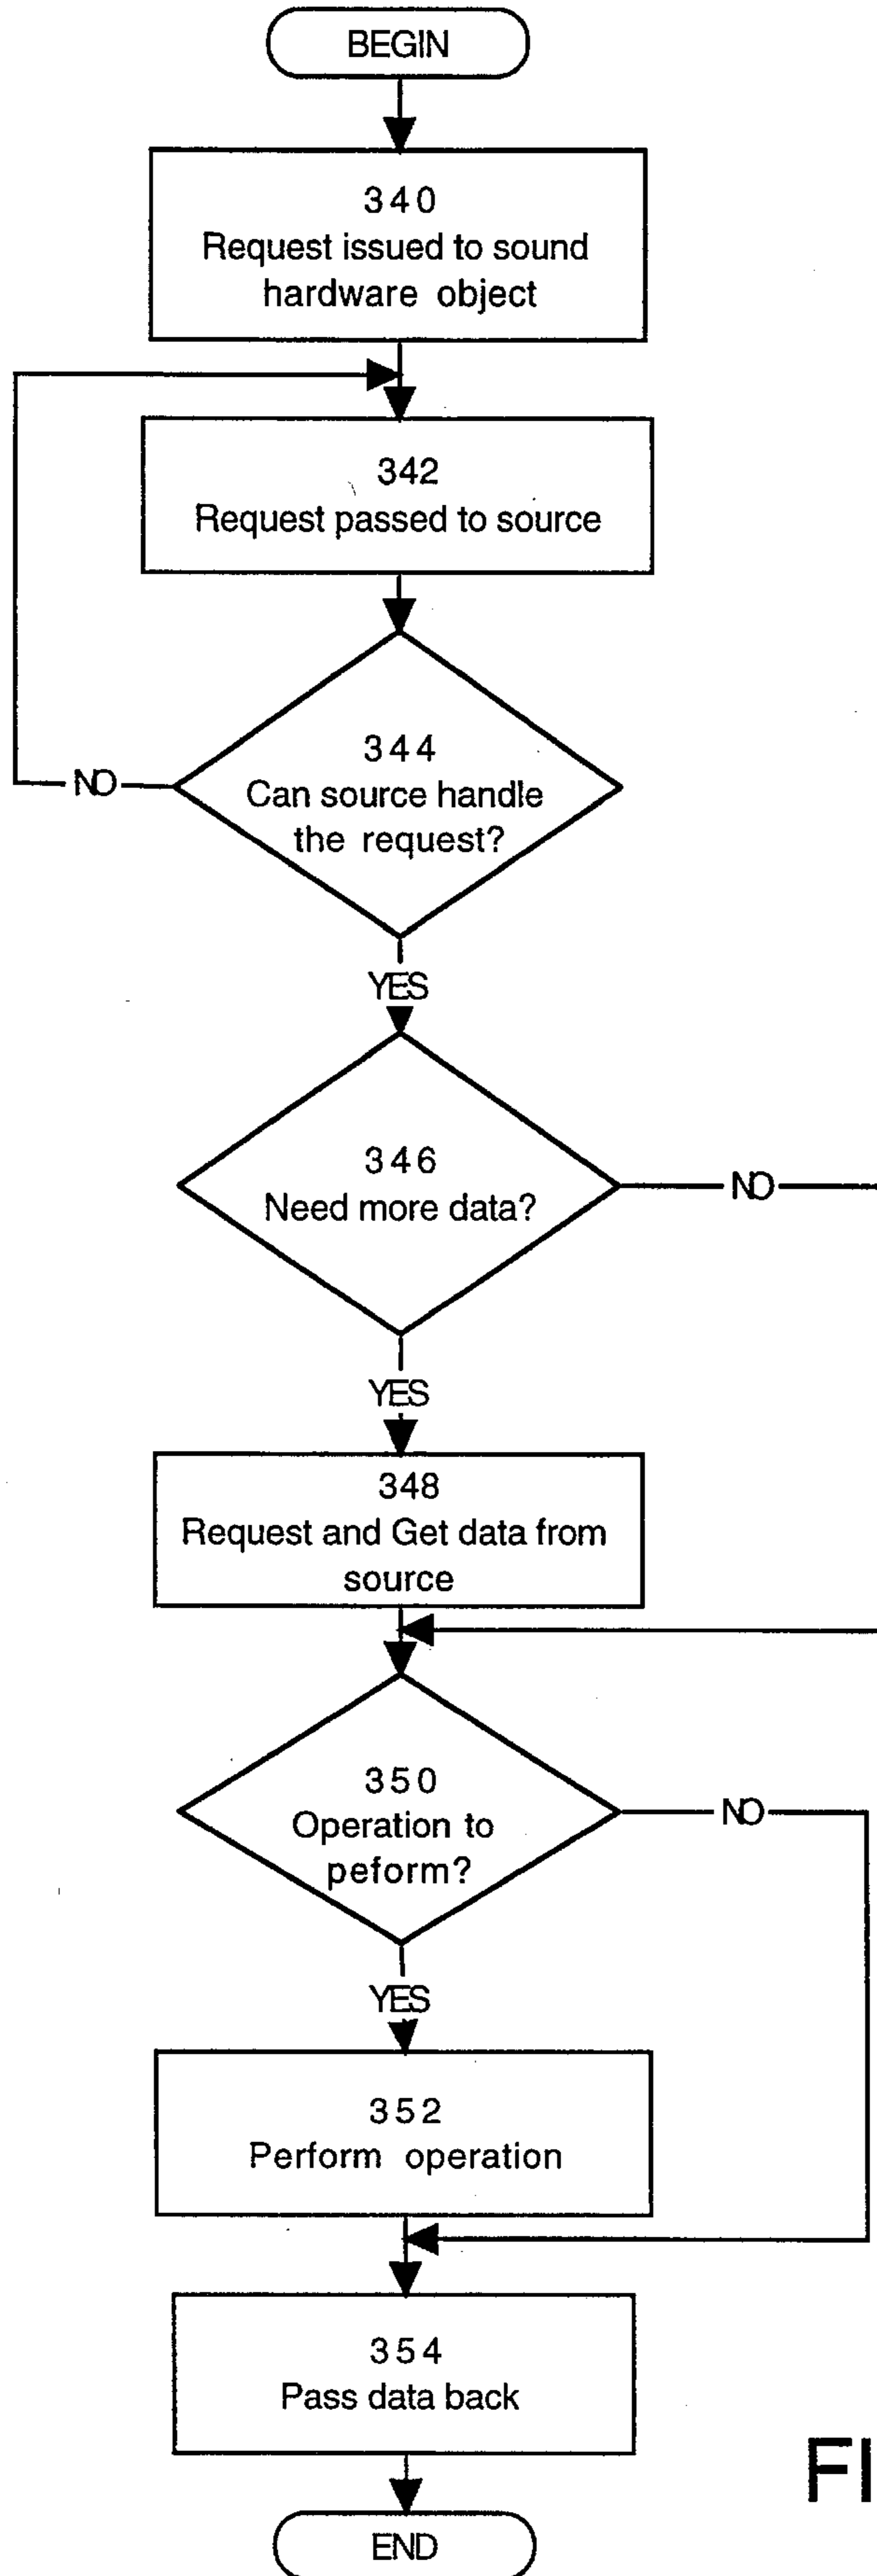 BEGIN
340
Request issued to sound
hardware object
342
Request passed to source
344
Can source handle
the request?
NO
YES
346
Need more data?
NO
YES
348
Request and Get data from
source
350
Operation to
peform?
NO
YES
352
Perform operation
354
Pass data back
FI
END